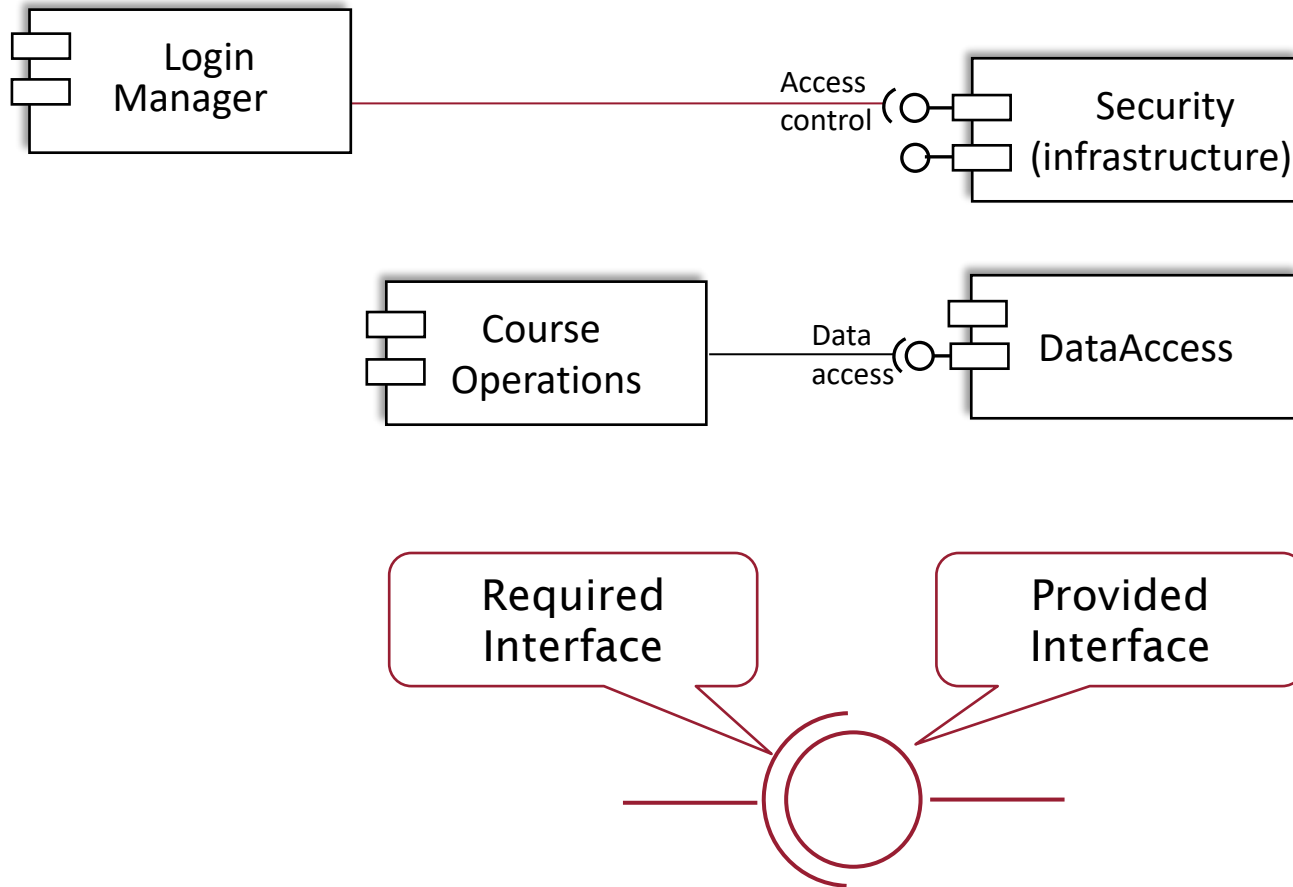 Login
Manager
Access
control
Security
(infrastructure)
Course
Operations
Data
access
DataAccess
Required
Interface
Provided
Interface